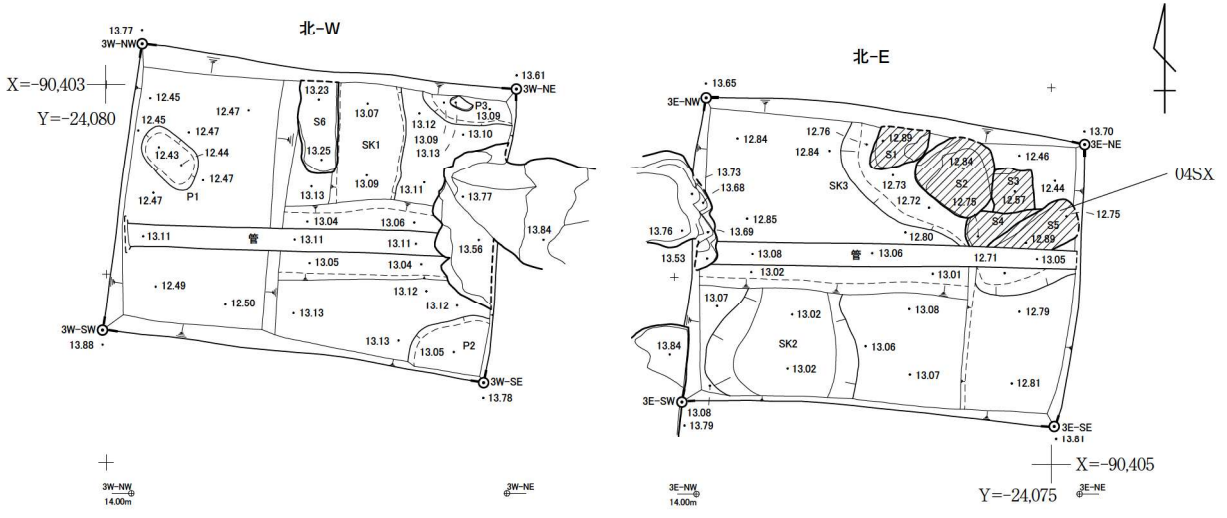 北-W
13.77
3W-NW
X=-90,403
Y=-24,080
13.61
3W-NE
12.45
12.47
13.23
13.07
P3
13.09
12.45
12.47
S6
SK1
13.12
13.10
13.09
13.13
12.43
12.44
13.25
12.47
P1
13.09
13.11
12.47
13.13
13.77
13.04
13.06
13.84
13.11
管
13.11
13.11
13.56
13.05
13.04
12.49
13.12
12.50
13.13
13.12
3W-SW
13.88
13.13
13.05
P2
3W-SE
13.78
3W-NW
14.00m
3W-NE
北-E
13.65
3E-NW
13.70
3E-NE
12.84
12.76
12.89
S1
12.84
12.84
12.46
S2
S3
04SX
13.73
13.68
SK3
12.73
12.44
12.72
12.75
12.57
12.85
S4
S5
12.75
13.76
13.69
12.80
12.89
13.53
13.08
管
13.06
12.71
13.05
13.02
13.01
13.07
13.02
13.08
12.79
13.84
SK2
13.06
13.02
13.07
12.81
3E-SW
13.08
13.79
3E-SE
13.81
X=-90,405
Y=-24,075
3E-NW
14.00m
3E-NE